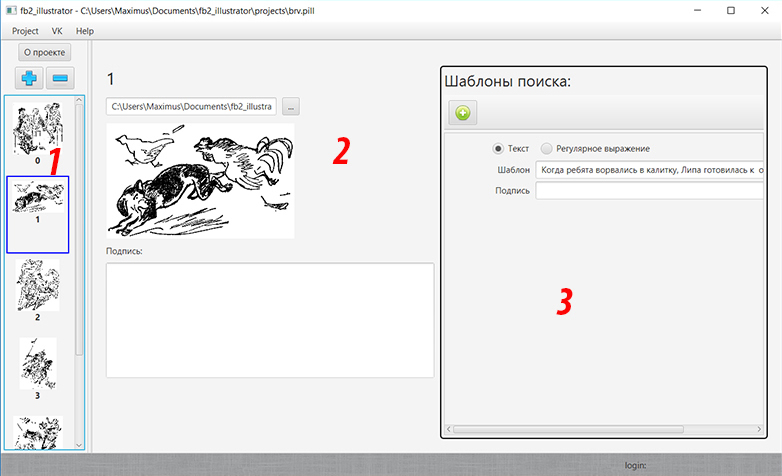 fb2_illustrator - C:\Users\Maximus\Documents\fb2_illustrator\projects\brv.pill
Project VK Help
О проекте
0
1
1
2
3
1
C:\Users\Maximus\Documents\fb2_illustra
...
2
Подпись:
Шаблоны поиска:
Текст
Регулярное выражение
Шаблон
Когда ребята ворвались в калитку, Липа готовилась к о
Подпись
3
login: